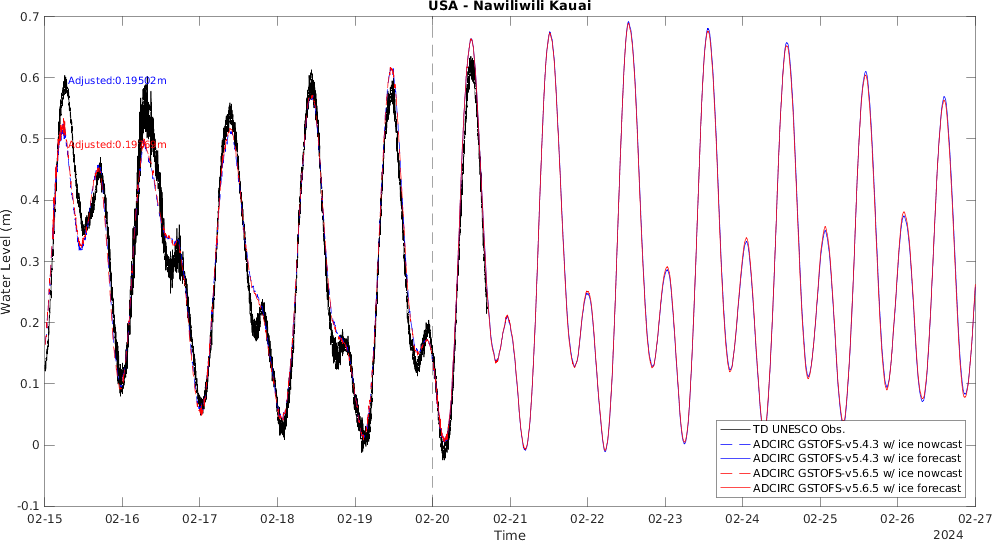 USA - Nawiliwili Kauai
0.7
0.6
0.5
0.4
0.3
0.2
0.1
0
-0.1
Water Level (m)
Adjusted:0.19502m
02-15
02-16
02-17
02-18
02-19
02-20
02-21
02-22
02-23
02-24
02-25
02-26
02-27
Time
2024
TD UNESCO Obs.
ADCIRC GSTOFS-v5.4.3 w/ ice nowcast
ADCIRC GSTOFS-v5.4.3 w/ ice forecast
ADCIRC GSTOFS-v5.6.5 w/ ice nowcast
ADCIRC GSTOFS-v5.6.5 w/ ice forecast